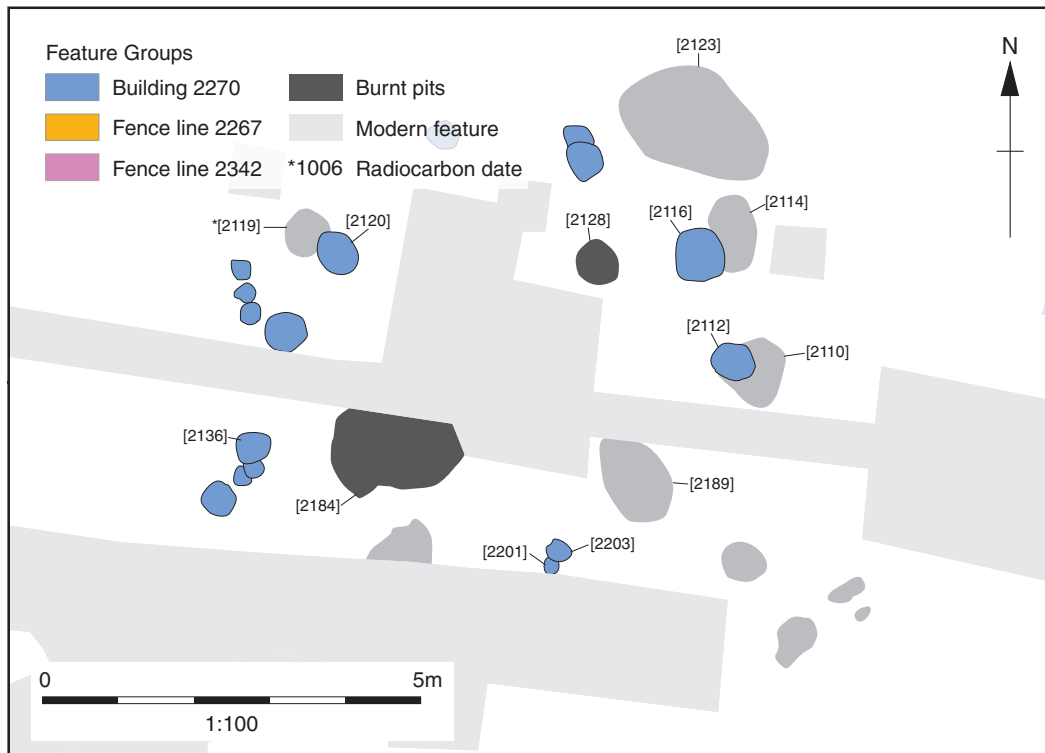 Feature Groups
Building 2270
Burnt pits
Fence line 2267
Modern feature
Fence line 2342
*1006 Radiocarbon date
N
[2123]
*[2119]
[2120]
[2128]
[2116]
[2114]
[2112]
[2110]
[2136]
[2184]
[2189]
[2201]
[2203]
0 5m
1:100